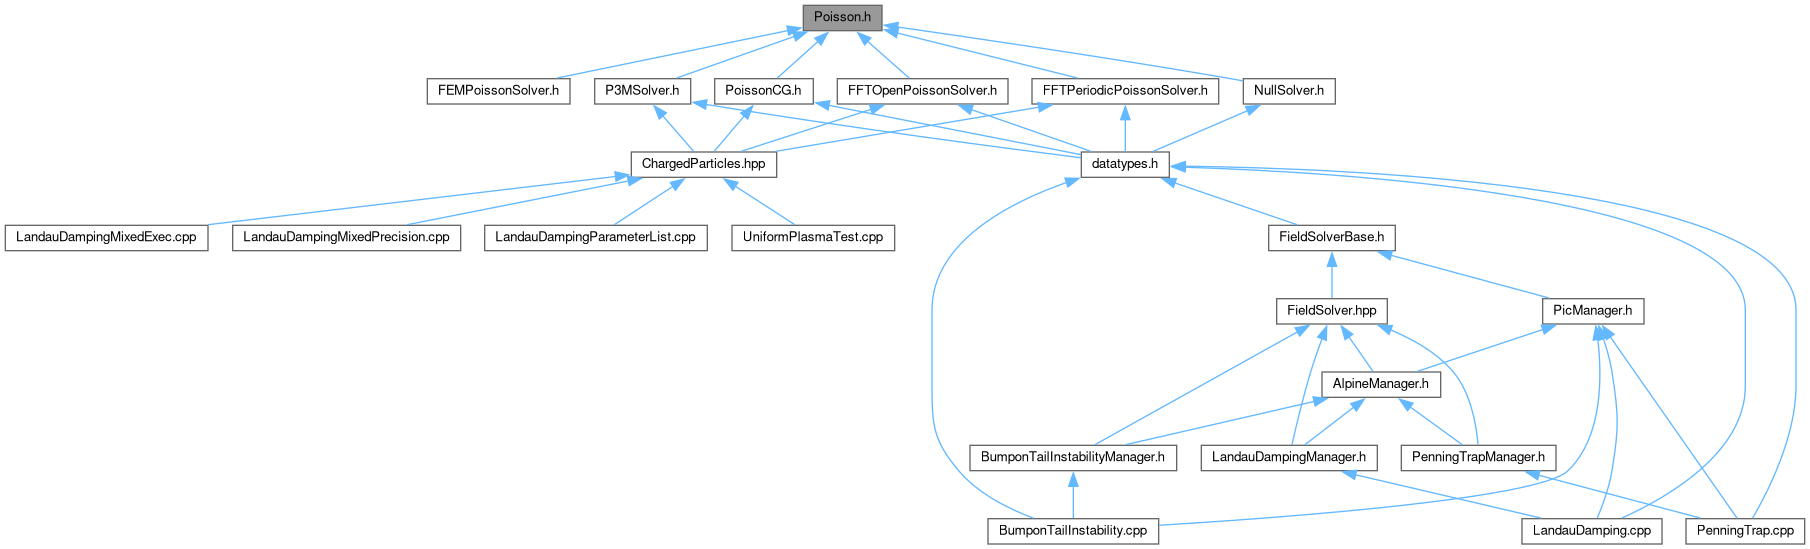 Poisson.h
FEMPoissonSolver.h
P3MSolver.h
PoissonCG.h
FFTOpenPoissonSolver.h
FFTPeriodicPoissonSolver.h
NullSolver.h
ChargedParticles.hpp
datatypes.h
LandauDampingMixedExec.cpp
LandauDampingMixedPrecision.cpp
LandauDampingParameterList.cpp
UniformPlasmaTest.cpp
FieldSolverBase.h
FieldSolver.hpp
PicManager.h
AlpineManager.h
BumponTailInstabilityManager.h
LandauDampingManager.h
PenningTrapManager.h
BumponTailInstability.cpp
LandauDamping.cpp
PenningTrap.cpp